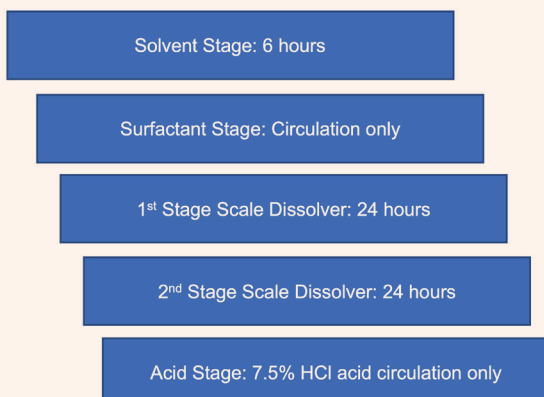 Solvent Stage: 6 hours
Surfactant Stage: Circulation only
1st Stage Scale Dissolver: 24 hours
2nd Stage Scale Dissolver: 24 hours
Acid Stage: 7.5% HCl acid circulation only